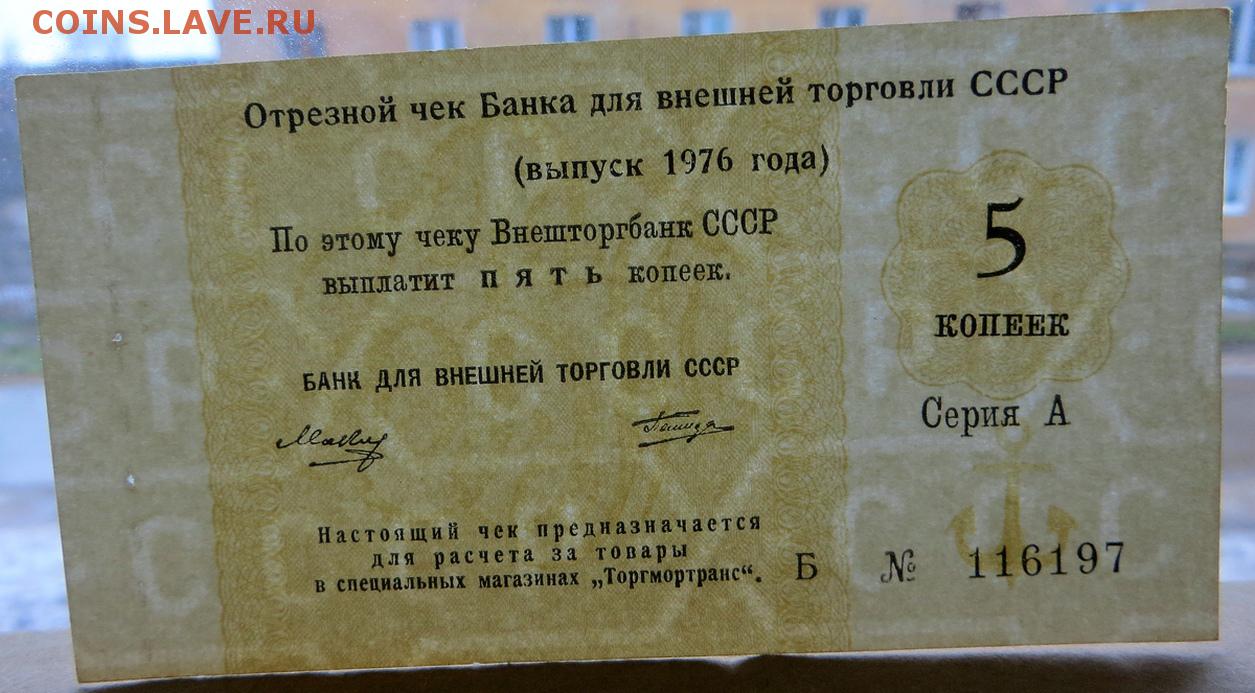 COINS.LAVE.RU
Отрезной чек Банка для внешней торговли СССР
(выпуск 1976 года)
5
КОПЕЕК
По этому чеку Внешторгбанк СССР
выплатит пять копеек.
БАНК ДЛЯ ВНЕШНЕЙ ТОРГОВЛИ СССР
Серия А
Настоящий чек предназначается
для расчета за товары
в специальных магазинах „Торгмортранс“.
Б № 116197